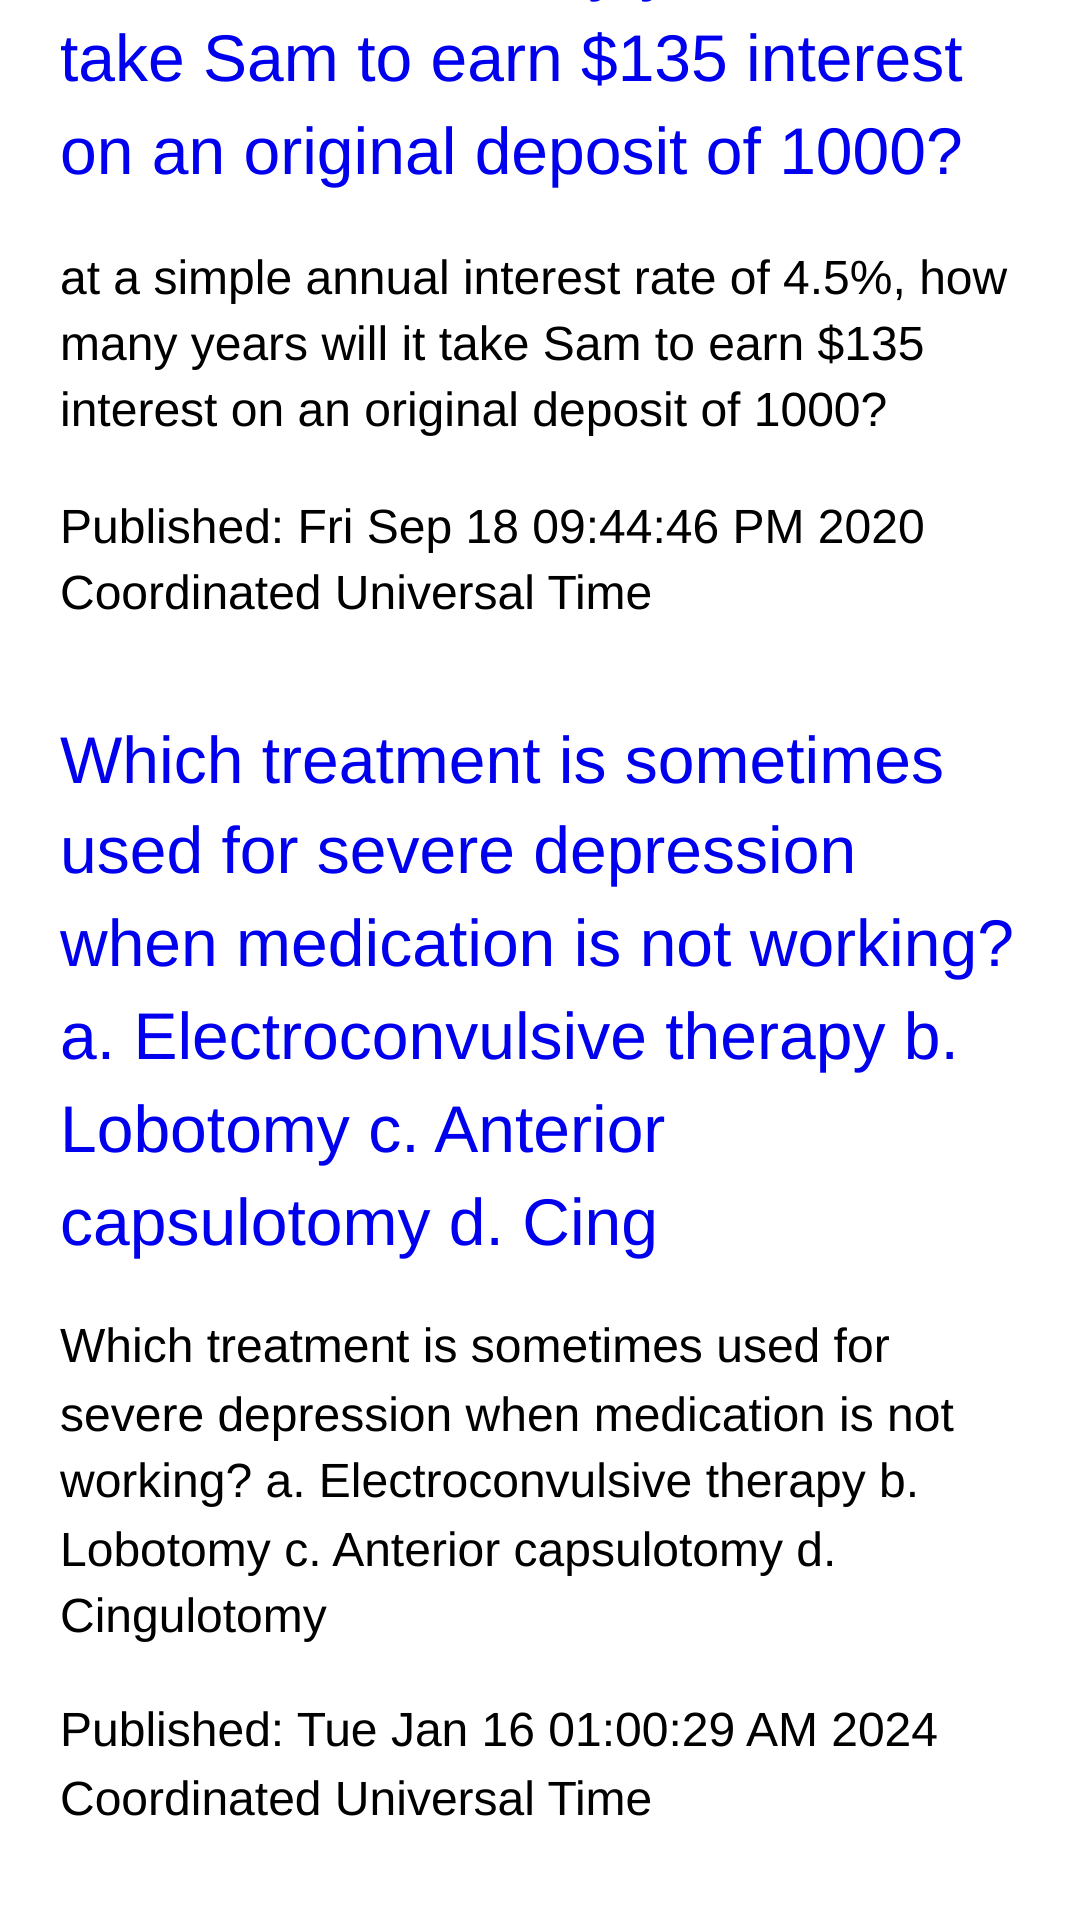 take Sam to earn $135 interest
on an original deposit of 1000?
at a simple annual interest rate of 4.5%, how
many years will it take Sam to earn $135
interest on an original deposit of 1000?
Published: Fri Sep 18 09:44:46 PM 2020
Coordinated Universal Time
Which treatment is sometimes
used for severe depression
when medication is not working?
a. Electroconvulsive therapy b.
Lobotomy c. Anterior
capsulotomy d. Cing
Which treatment is sometimes used for
severe depression when medication is not
working? a. Electroconvulsive therapy b.
Lobotomy c. Anterior capsulotomy d.
Cingulotomy
Published: Tue Jan 16 01:00:29 AM 2024
Coordinated Universal Time